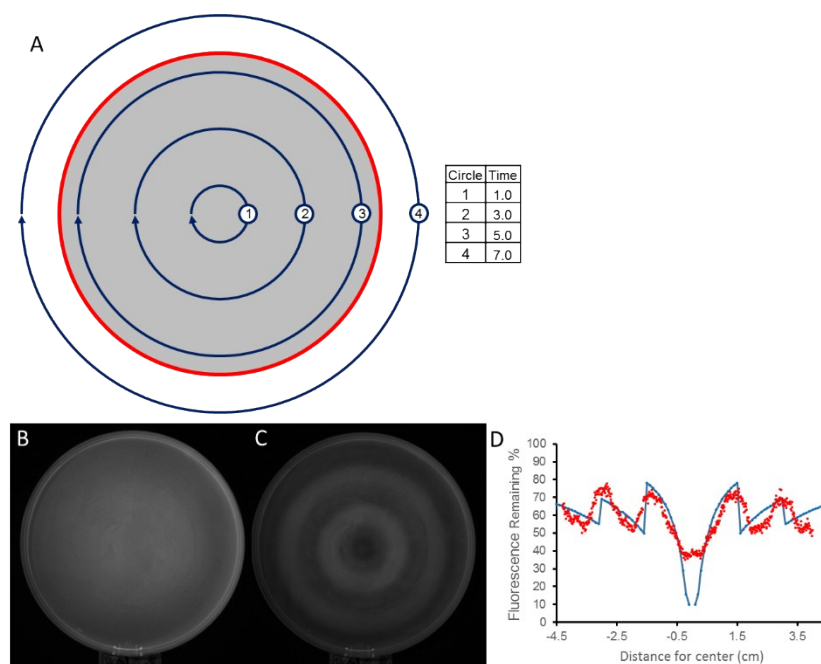 A
1
2
3
4
Circle Time
1 1.0
2 3.0
3 5.0
4 7.0
B
C
D
Fluorescence Remaining %
100
90
80
70
60
50
40
30
20
10
0
-4.5 -2.5 -0.5 1.5 3.5
Distance for center (cm)